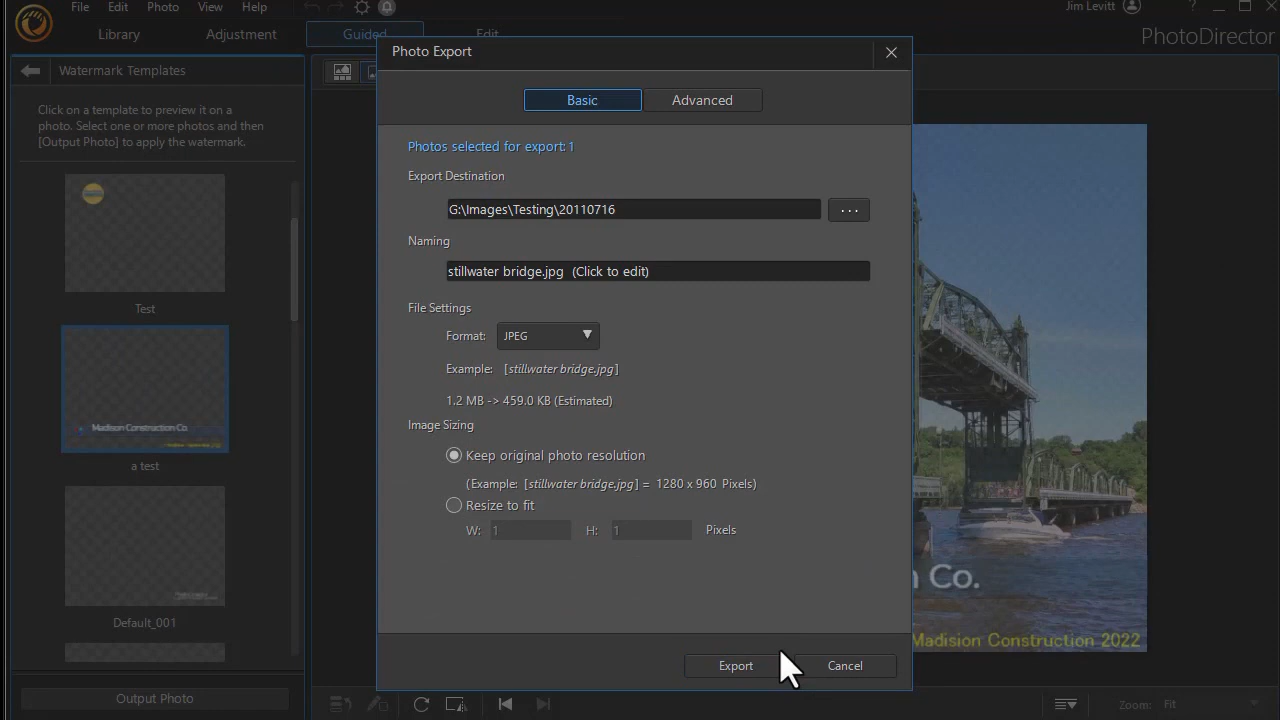 File Edit Photo View Help
Jim Levitt
?
Library Adjustment Guided Edit
PhotoDirector
Watermark Templates
Click on a template to preview it on a
photo. Select one or more photos and then
[Output Photo] to apply the watermark.
Test
Madison Construction Co.
a test
Default_001
Output Photo
Photo Export
Basic Advanced
Photos selected for export: 1
Export Destination
G:\Images\Testing\20110716 ...
Naming
stillwater bridge.jpg (Click to edit)
File Settings
Format: JPEG
Example: [stillwater bridge.jpg]
1.2 MB -> 459.0 KB (Estimated)
Image Sizing
Keep original photo resolution
(Example: [stillwater bridge.jpg] = 1280 x 960 Pixels)
Resize to fit
W: 1 H: 1 Pixels
Export Cancel
Co.
Madision Construction 2022
Zoom: Fit